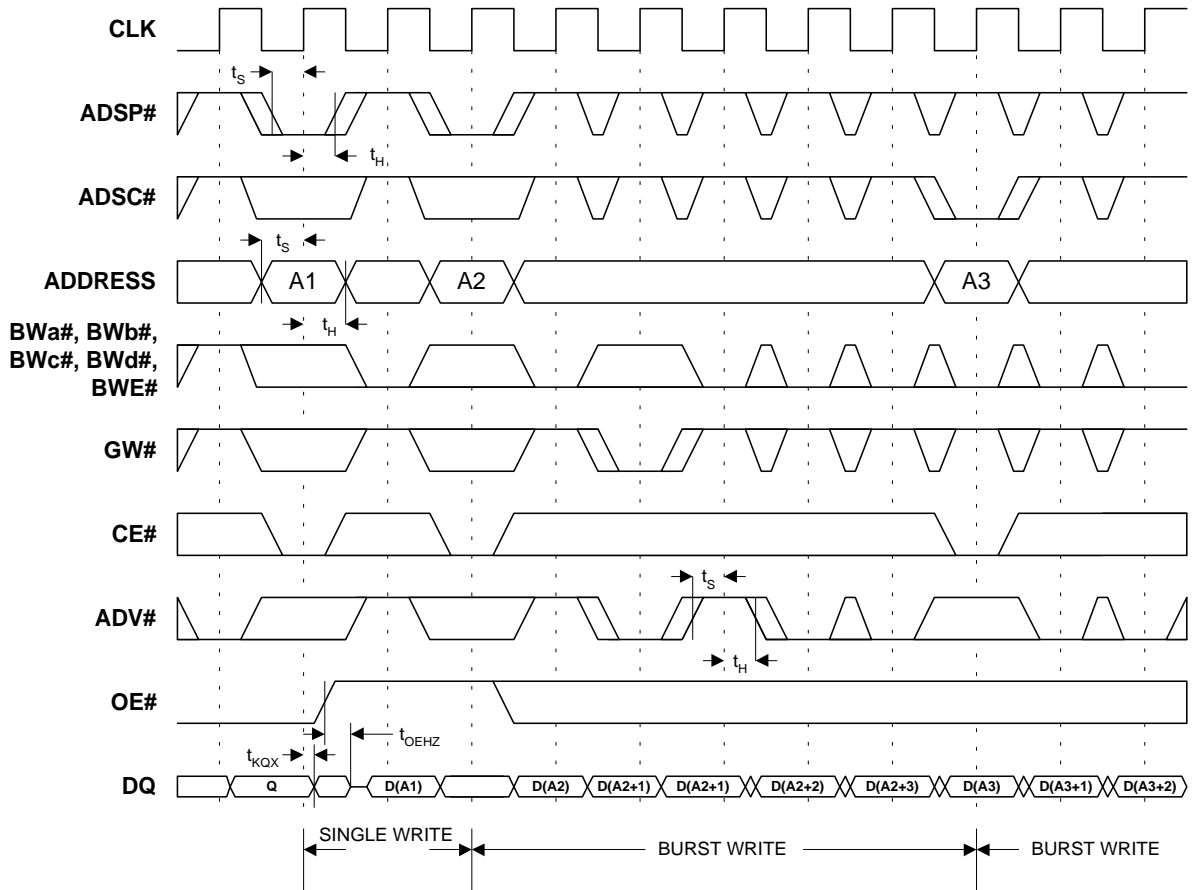 CLK
tS
ADSP#
tH
ADSC#
tS
ADDRESS A1 A2 A3
tH
BWa#, BWb#,
BWc#, BWd#,
BWE#
GW#
CE#
tS
ADV#
tH
OE#
tOEHZ
tKQX
DQ Q D(A1) D(A2) D(A2+1) D(A2+1) D(A2+2) D(A2+3) D(A3) D(A3+1) D(A3+2)
SINGLE WRITE BURST WRITE BURST WRITE